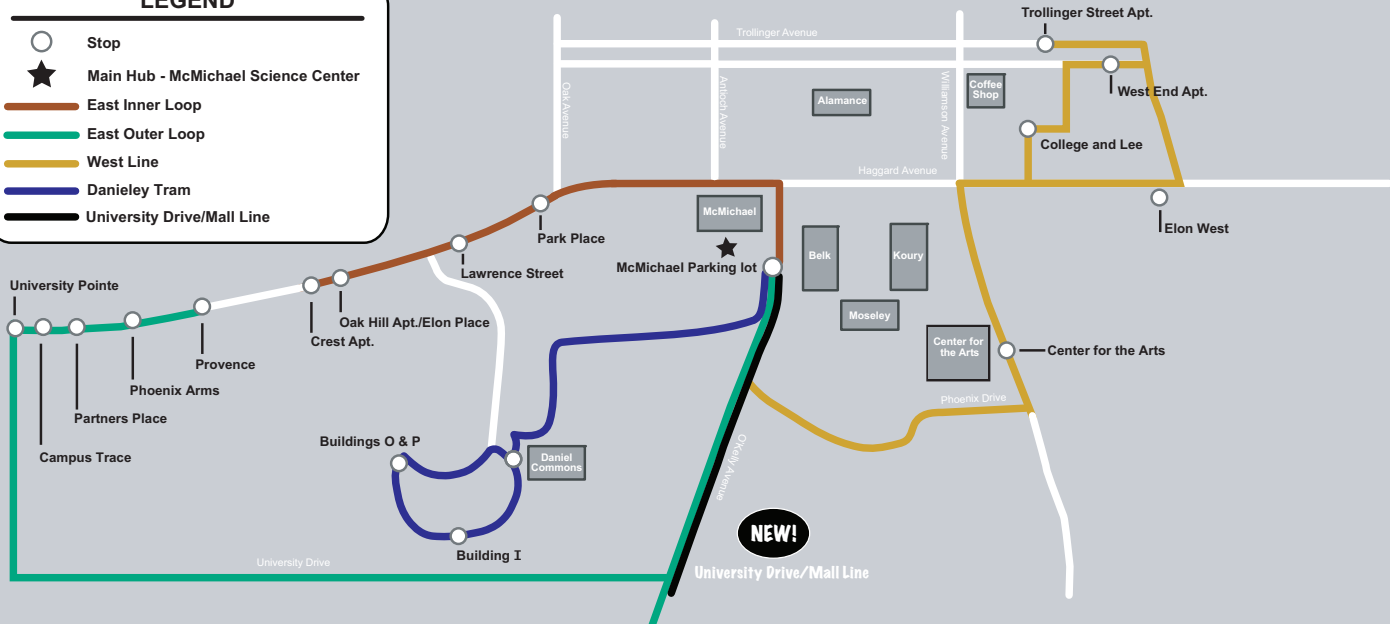 LEGEND
Stop
Main Hub - McMichael Science Center
East Inner Loop
East Outer Loop
West Line
Danieley Tram
University Drive/Mall Line
Trollinger Street Apt.
Trollinger Avenue
Oak Avenue
Antioch Avenue
Williamson Avenue
Alamance
Coffee
Shop
West End Apt.
College and Lee
Haggard Avenue
McMichael
Park Place
Elon West
Lawrence Street
McMichael Parking lot
Belk
Koury
University Pointe
Oak Hill Apt./Elon Place
Crest Apt.
Moseley
Center for
the Arts
Center for the Arts
Provence
Phoenix Arms
Partners Place
Phoenix Drive
Campus Trace
Buildings O & P
Daniel
Commons
O'Kelly Avenue
NEW!
Building I
University Drive
University Drive/Mall Line